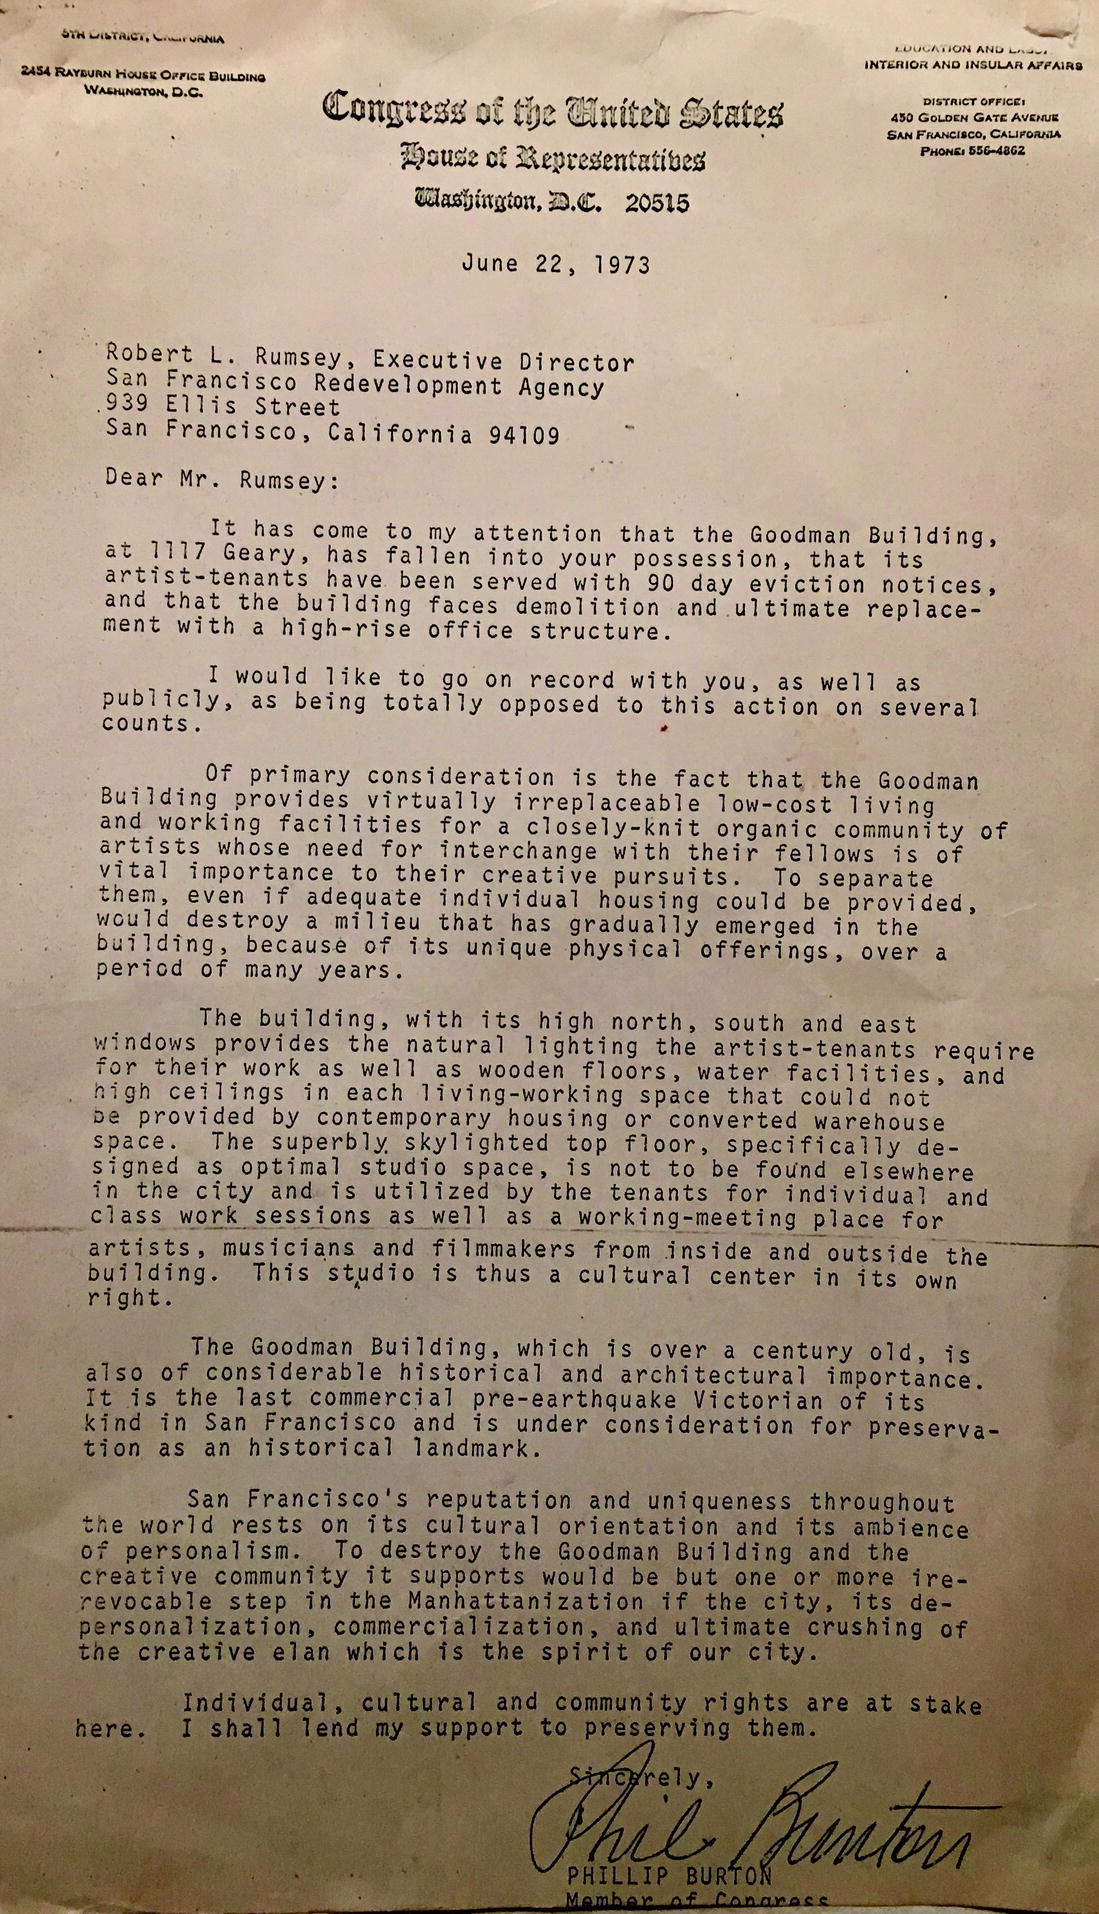 5TH DISTRICT, CALIFORNIA
2454 RAYBURN HOUSE OFFICE BUILDING
WASHINGTON, D.C.
EDUCATION AND LABOR
INTERIOR AND INSULAR AFFAIRS
DISTRICT OFFICE:
450 GOLDEN GATE AVENUE
SAN FRANCISCO, CALIFORNIA
PHONE: 556-4862
Congress of the United States
House of Representatives
Washington, D.C. 20515
June 22, 1973
Robert L. Rumsey, Executive Director
San Francisco Redevelopment Agency
939 Ellis Street
San Francisco, California 94109
Dear Mr. Rumsey:
It has come to my attention that the Goodman Building,
at 1117 Geary, has fallen into your possession, that its
artist-tenants have been served with 90 day eviction notices,
and that the building faces demolition and ultimate replace-
ment with a high-rise office structure.
I would like to go on record with you, as well as
publicly, as being totally opposed to this action on several
counts.
Of primary consideration is the fact that the Goodman
Building provides virtually irreplaceable low-cost living
and working facilities for a closely-knit organic community of
artists whose need for interchange with their fellows is of
vital importance to their creative pursuits. To separate
them, even if adequate individual housing could be provided,
would destroy a milieu that has gradually emerged in the
building, because of its unique physical offerings, over a
period of many years.
The building, with its high north, south and east
windows provides the natural lighting the artist-tenants require
for their work as well as wooden floors, water facilities, and
high ceilings in each living-working space that could not
be provided by contemporary housing or converted warehouse
space. The superbly skylighted top floor, specifically de-
signed as optimal studio space, is not to be found elsewhere
in the city and is utilized by the tenants for individual and
class work sessions as well as a working-meeting place for
artists, musicians and filmmakers from inside and outside the
building. This studio is thus a cultural center in its own
right.
The Goodman Building, which is over a century old, is
also of considerable historical and architectural importance.
It is the last commercial pre-earthquake Victorian of its
kind in San Francisco and is under consideration for preserva-
tion as an historical landmark.
San Francisco's reputation and uniqueness throughout
the world rests on its cultural orientation and its ambience
of personalism. To destroy the Goodman Building and the
creative community it supports would be but one or more ire-
revocable step in the Manhattanization if the city, its de-
personalization, commercialization, and ultimate crushing of
the creative elan which is the spirit of our city.
Individual, cultural and community rights are at stake
here. I shall lend my support to preserving them.
Sincerely,
Phil Burton
PHILLIP BURTON
Member of Congress